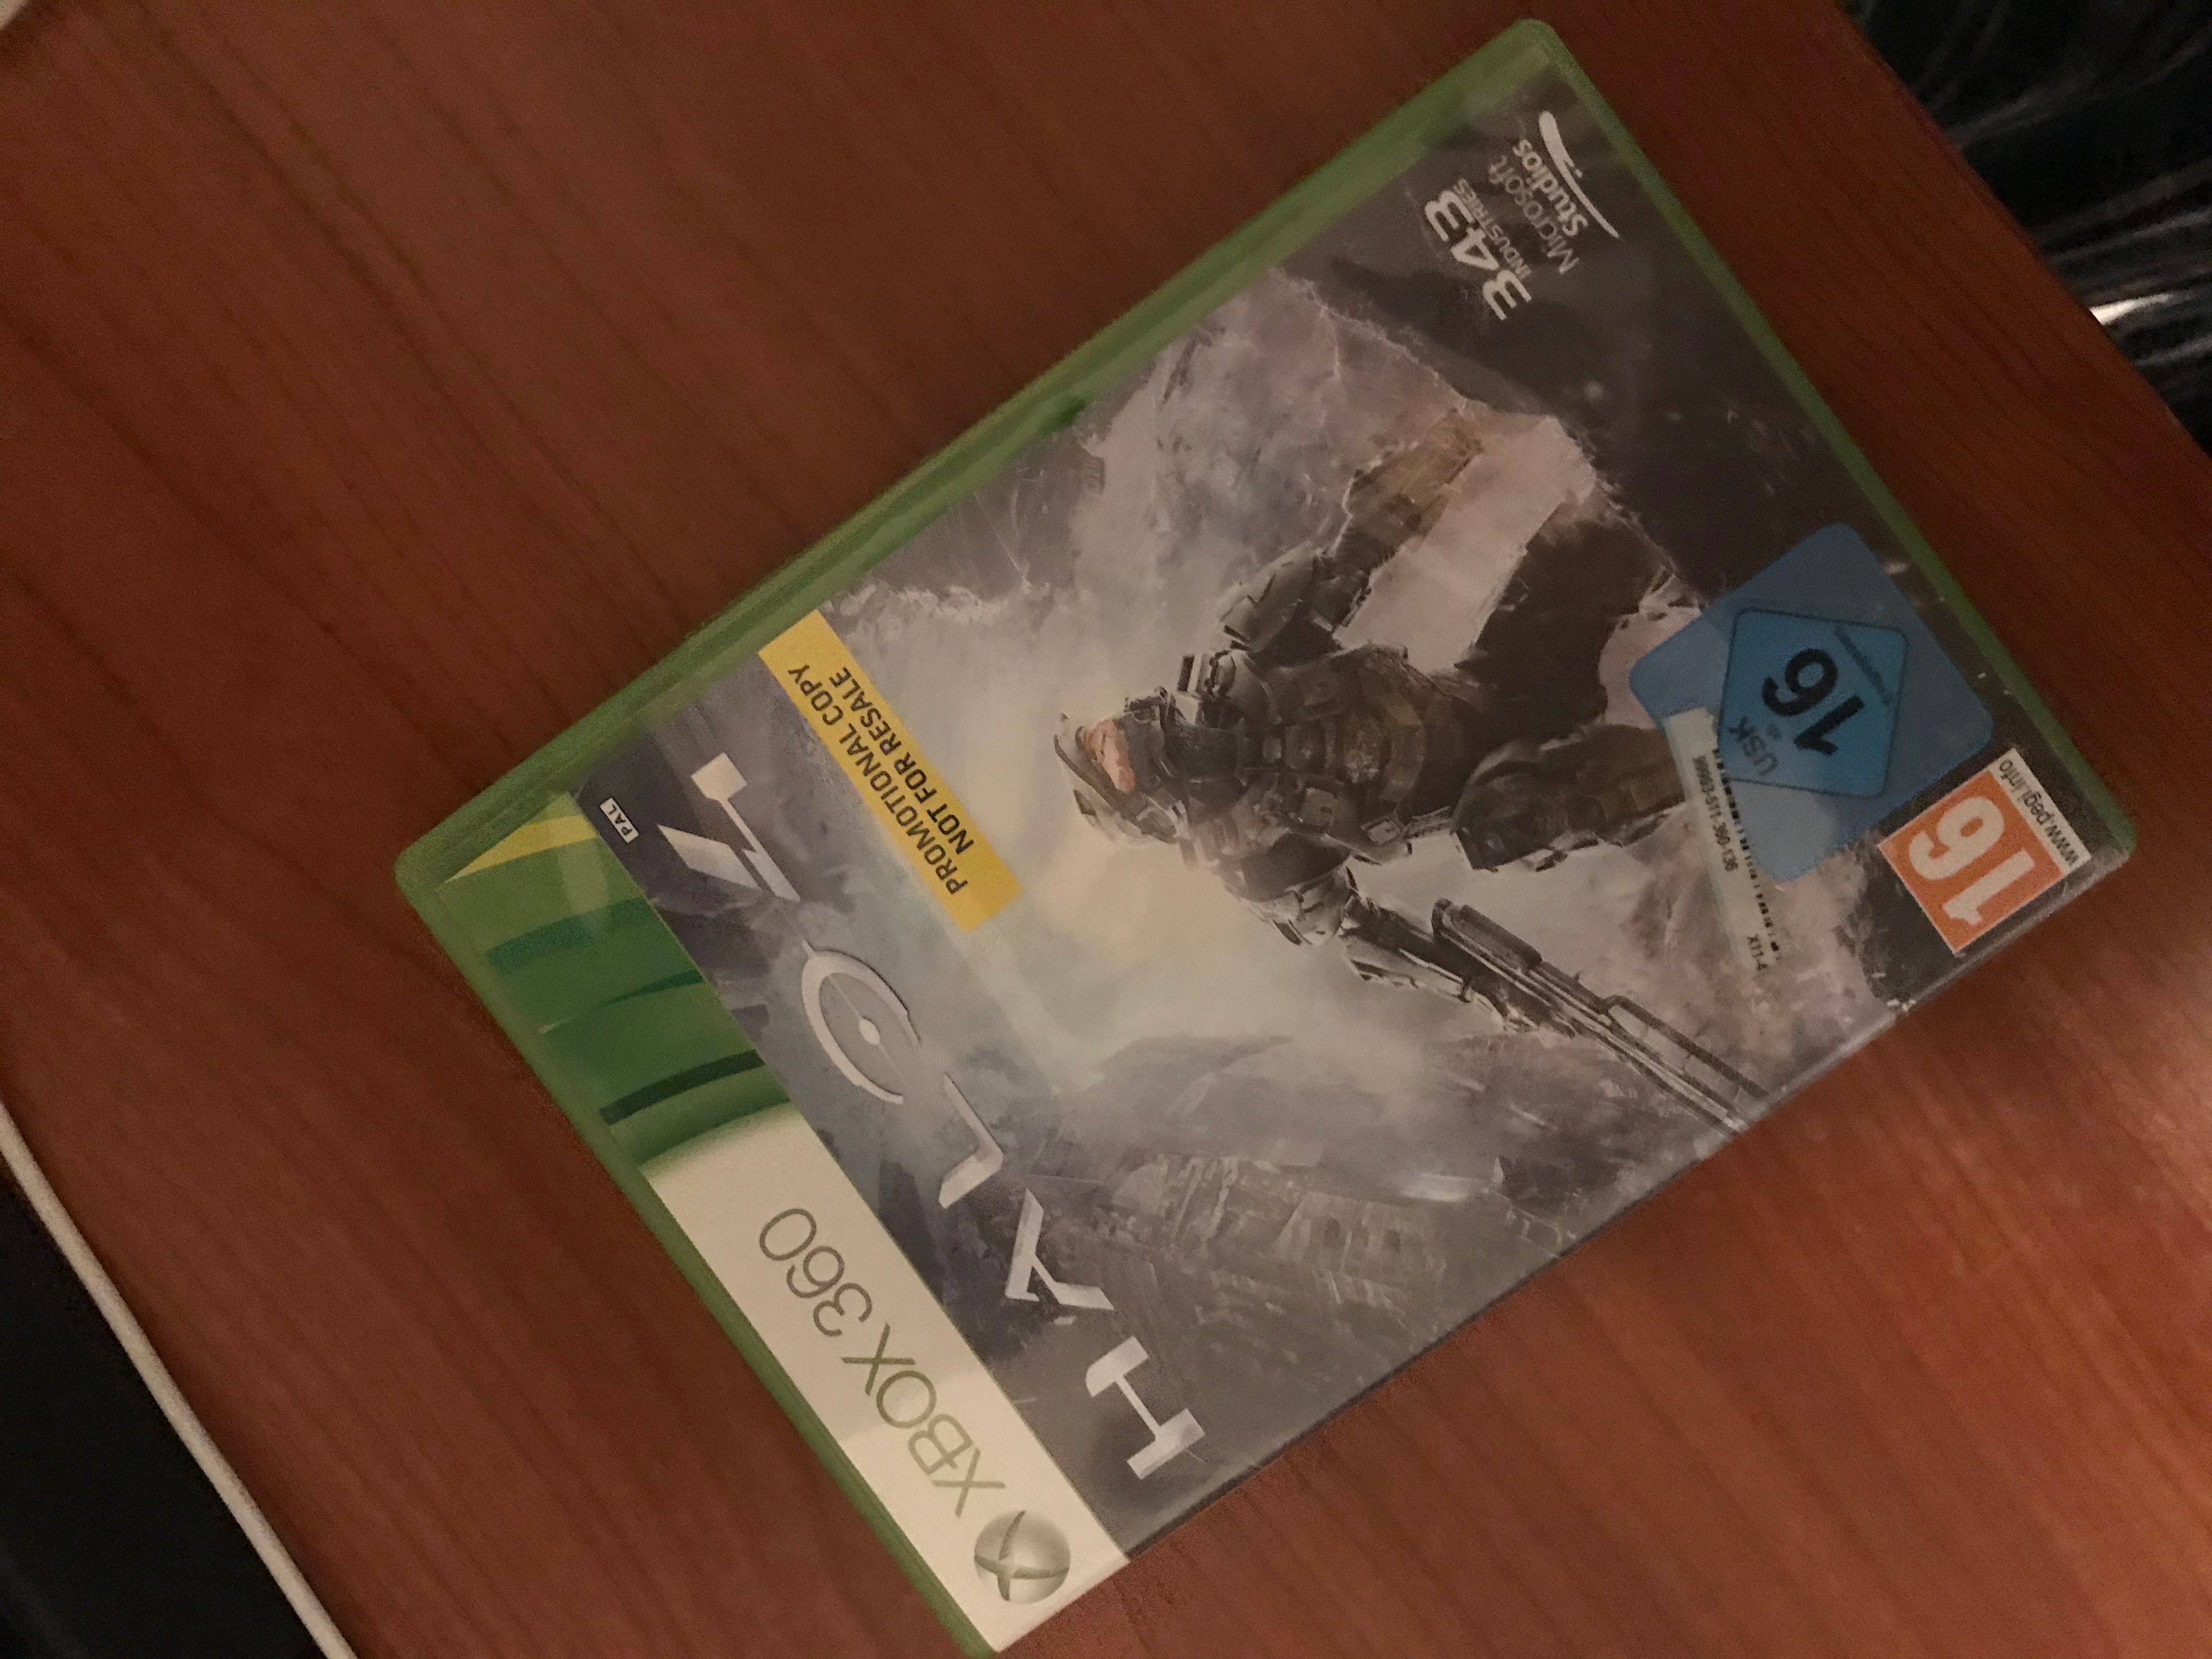 XBOX 360
PAL
HALO 4
PROMOTIONAL COPY
NOT FOR RESALE
343
INDUSTRIES
Microsoft
Studios
USK
ab
16
16
www.pegi.info